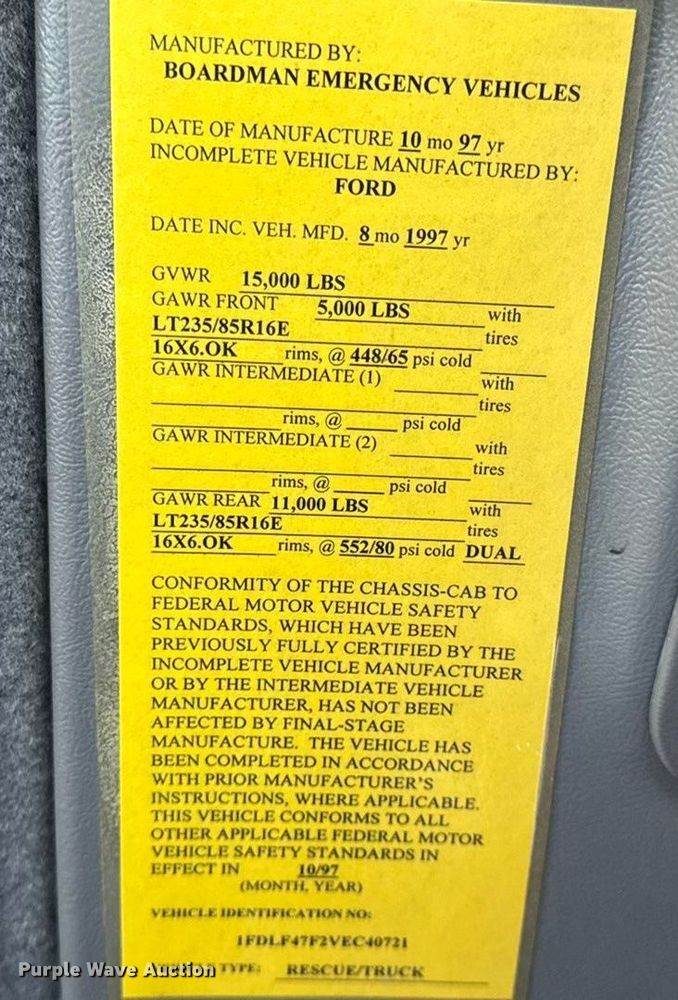 MANUFACTURED BY:
BOARDMAN EMERGENCY VEHICLES
DATE OF MANUFACTURE 10 mo 97 yr
INCOMPLETE VEHICLE MANUFACTURED BY:
FORD
DATE INC. VEH. MFD. 8 mo 1997 yr
GVWR 15,000 LBS
GAWR FRONT 5,000 LBS with
LT235/85R16E tires
16X6.OK rims, @ 448/65 psi cold
GAWR INTERMEDIATE (1) with
tires
rims, @ psi cold
GAWR INTERMEDIATE (2) with
tires
rims, @ psi cold
GAWR REAR 11,000 LBS with
LT235/85R16E tires
16X6.OK rims, @ 552/80 psi cold DUAL
CONFORMITY OF THE CHASSIS-CAB TO
FEDERAL MOTOR VEHICLE SAFETY
STANDARDS, WHICH HAVE BEEN
PREVIOUSLY FULLY CERTIFIED BY THE
INCOMPLETE VEHICLE MANUFACTURER
OR BY THE INTERMEDIATE VEHICLE
MANUFACTURER, HAS NOT BEEN
AFFECTED BY FINAL-STAGE
MANUFACTURE. THE VEHICLE HAS
BEEN COMPLETED IN ACCORDANCE
WITH PRIOR MANUFACTURER'S
INSTRUCTIONS, WHERE APPLICABLE.
THIS VEHICLE CONFORMS TO ALL
OTHER APPLICABLE FEDERAL MOTOR
VEHICLE SAFETY STANDARDS IN
EFFECT IN 10/97
(MONTH, YEAR)
VEHICLE IDENTIFICATION NO:
1FDLF47F2VEC40721
TYPE: RESCUE/TRUCK
Purple Wave Auction